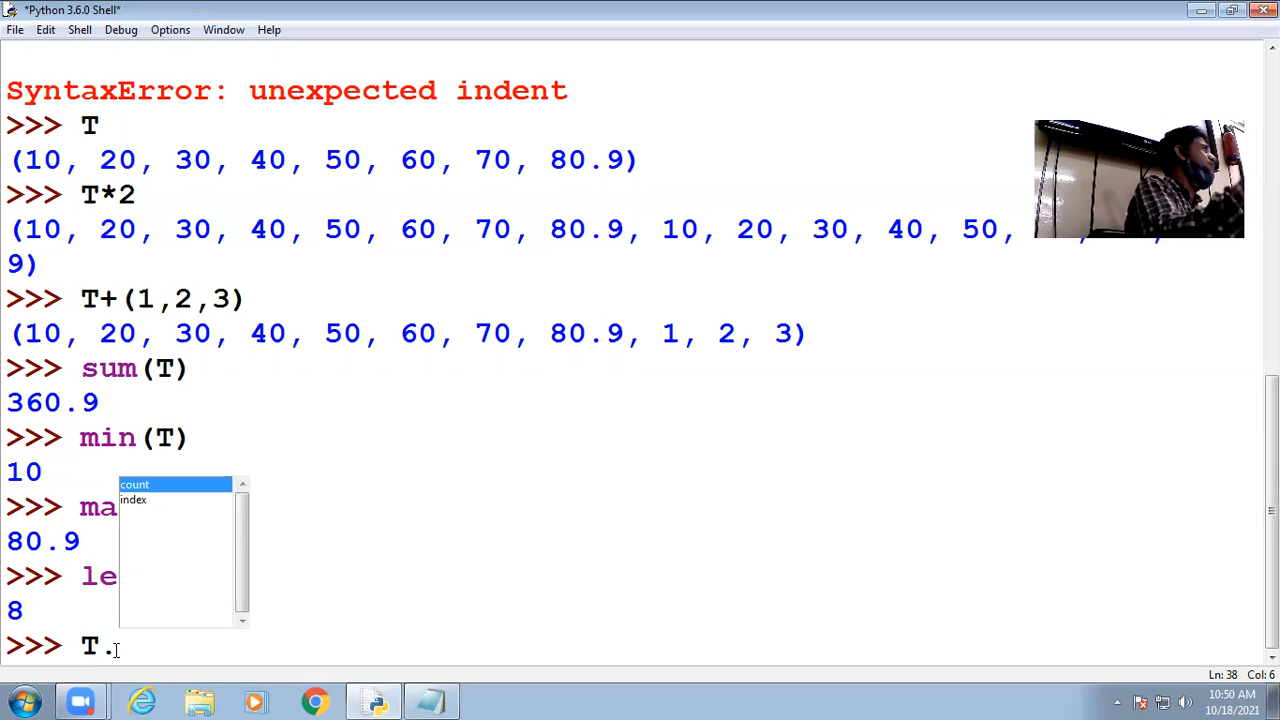 *Python 3.6.0 Shell*
File Edit Shell Debug Options Window Help
SyntaxError: unexpected indent
>>> T
(10, 20, 30, 40, 50, 60, 70, 80.9)
>>> T*2
(10, 20, 30, 40, 50, 60, 70, 80.9, 10, 20, 30, 40, 50,
9)
>>> T+(1,2,3)
(10, 20, 30, 40, 50, 60, 70, 80.9, 1, 2, 3)
>>> sum(T)
360.9
>>> min(T)
10
count
index
>>> ma
80.9
>>> le
8
>>> T.
Ln: 38 Col: 6
10:50 AM
10/18/2021